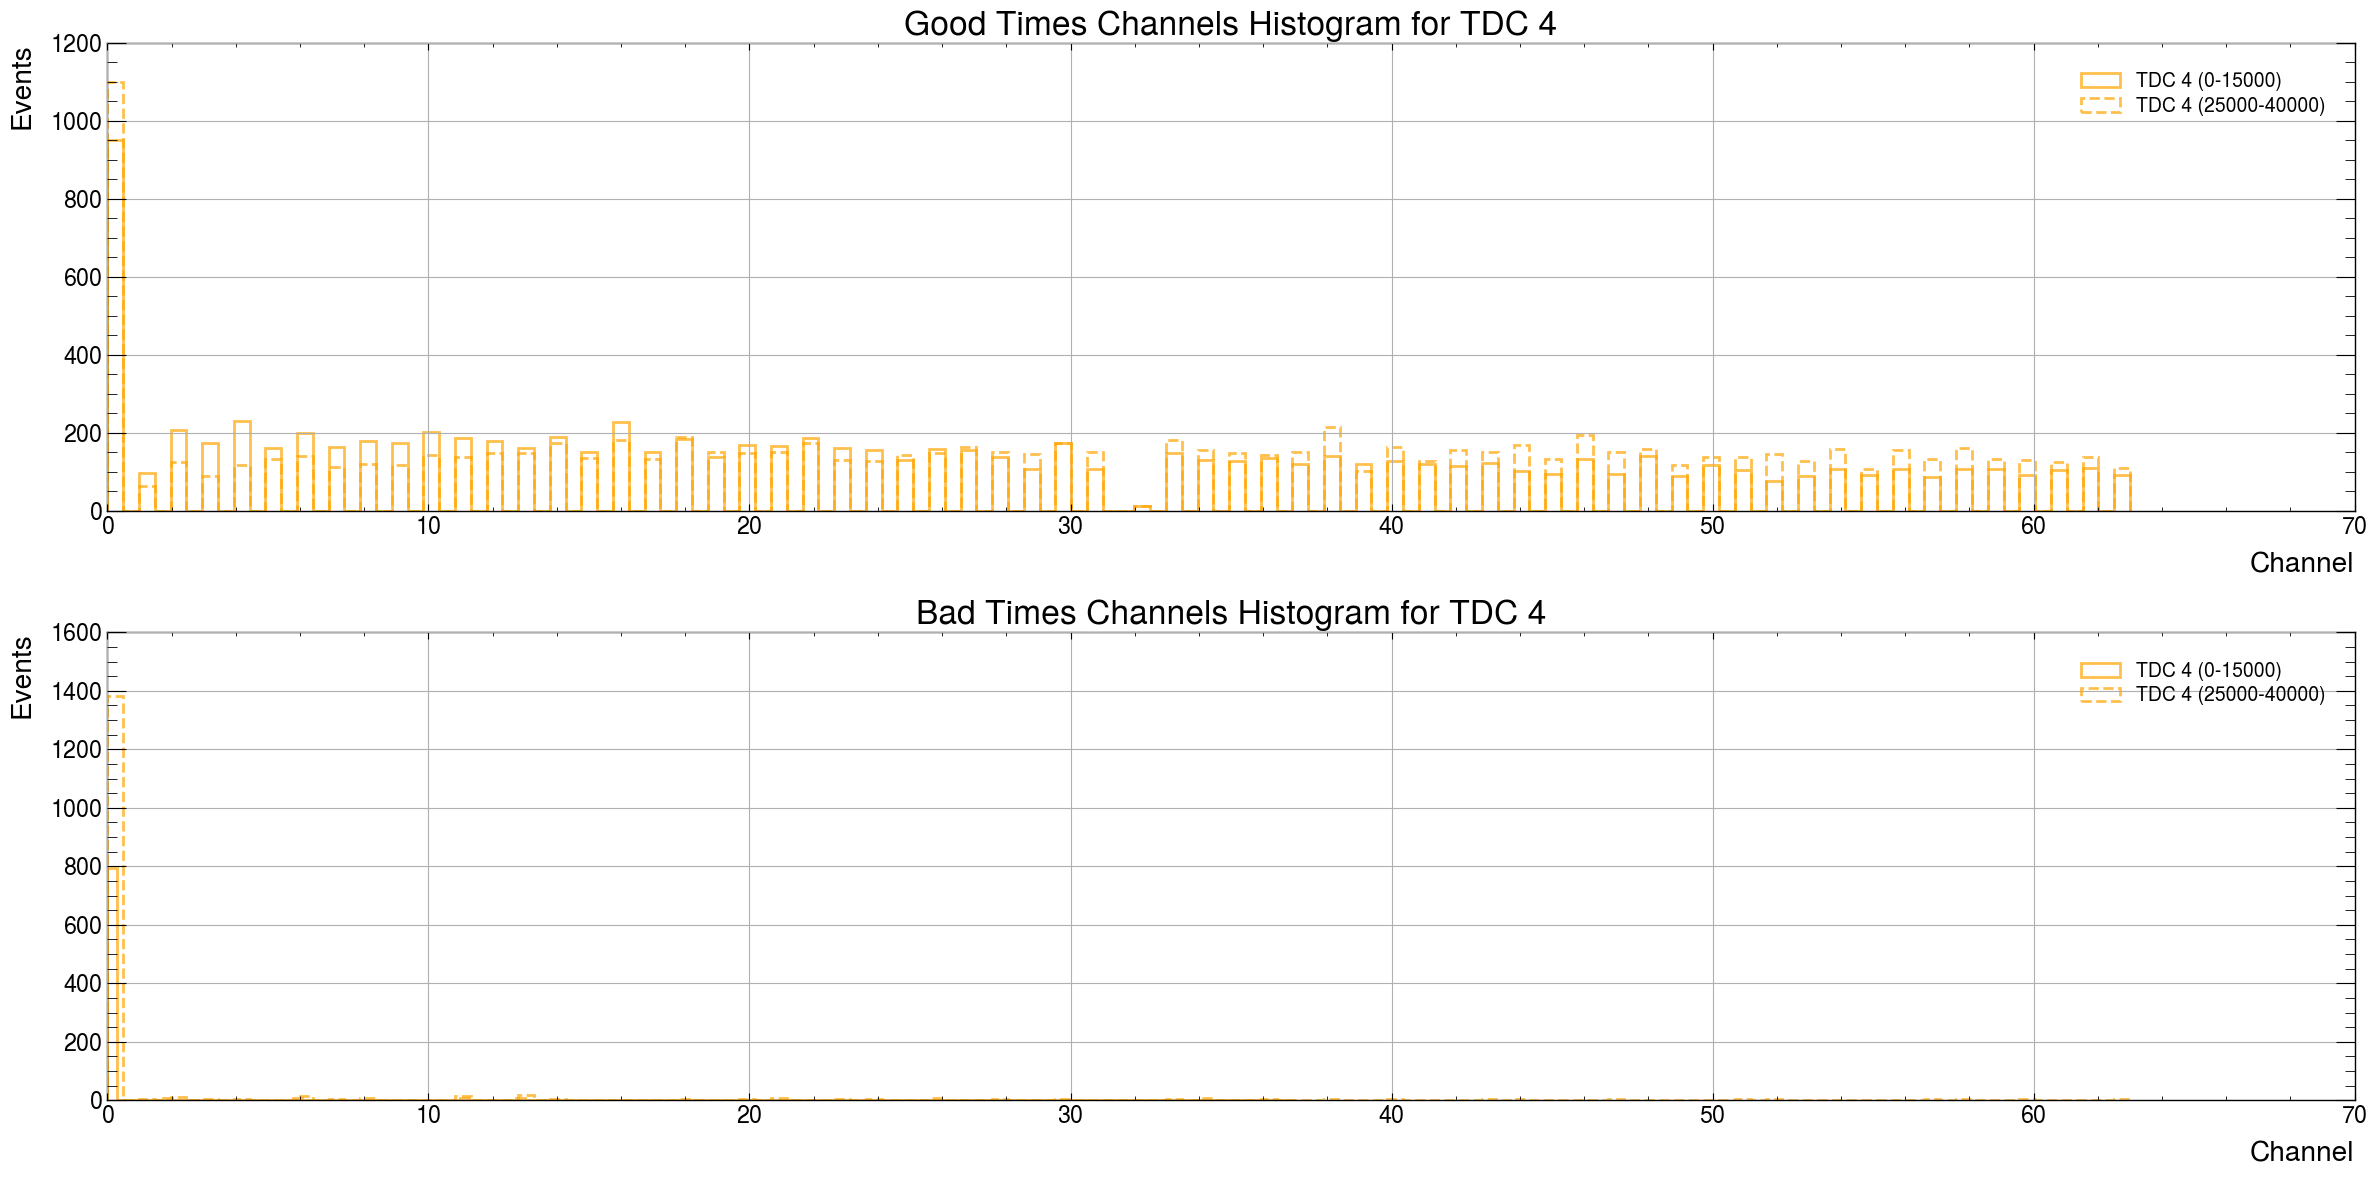 Good Times Channels Histogram for TDC 4
Events
1200
1000
800
600
400
200
0
TDC 4 (0-15000)
TDC 4 (25000-40000)
0 10 20 30 40 50 60 70
Channel
Bad Times Channels Histogram for TDC 4
Events
1600
1400
1200
1000
800
600
400
200
0
TDC 4 (0-15000)
TDC 4 (25000-40000)
0 10 20 30 40 50 60 70
Channel